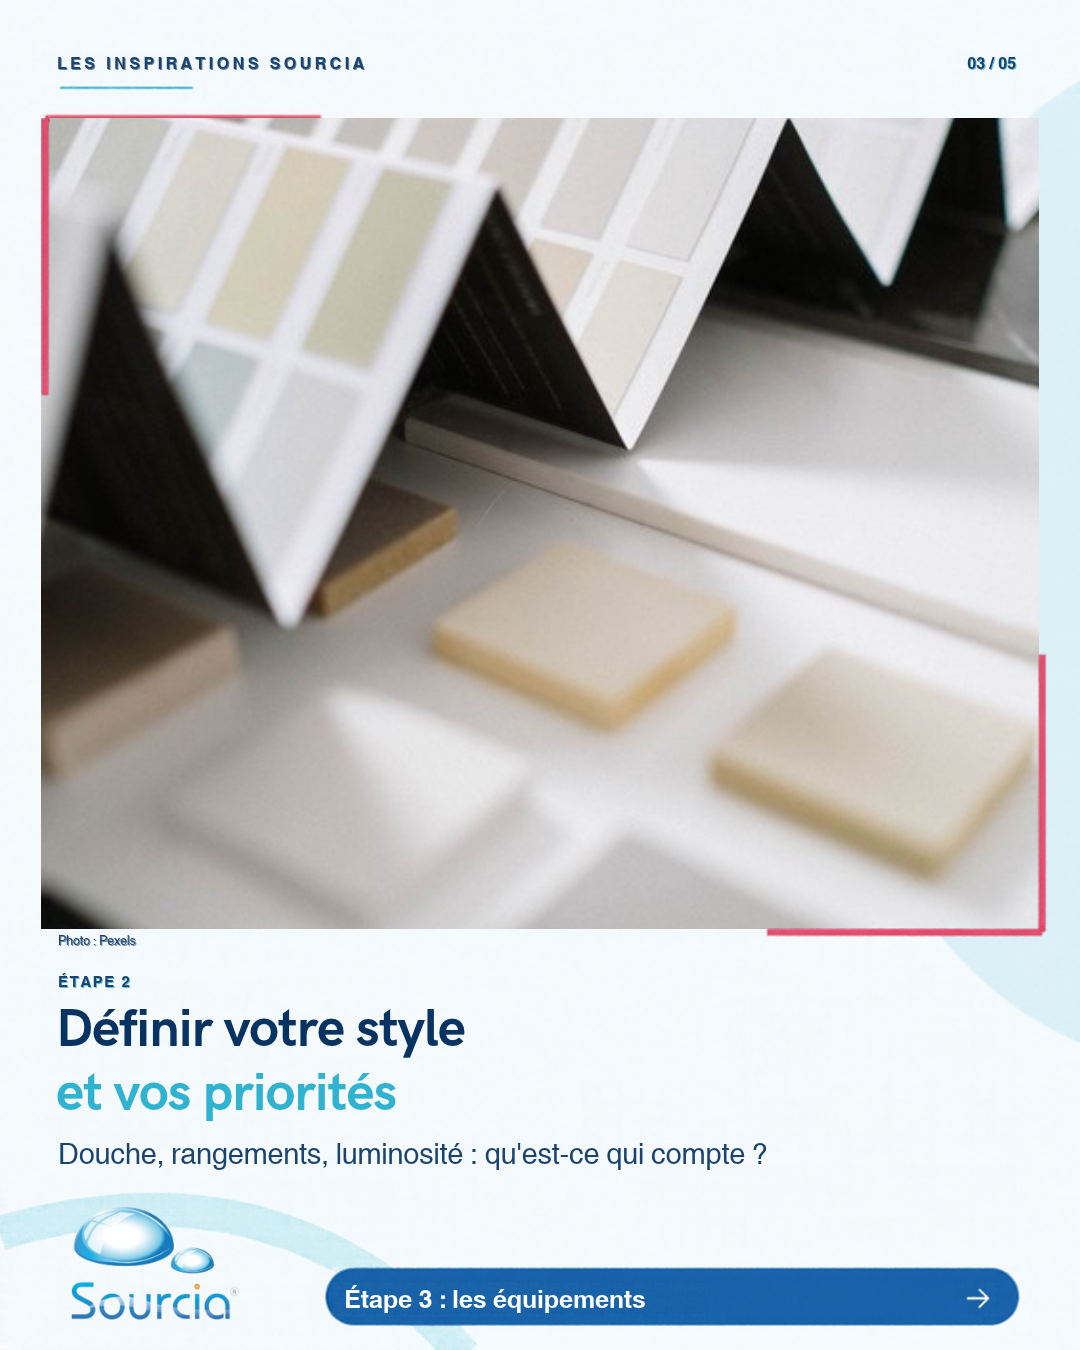 LES INSPIRATIONS SOURCIA
03 / 05
Photo : Pexels
ÉTAPE 2
Définir votre style
et vos priorités
Douche, rangements, luminosité : qu'est-ce qui compte ?
Sourcia®
Étape 3 : les équipements →